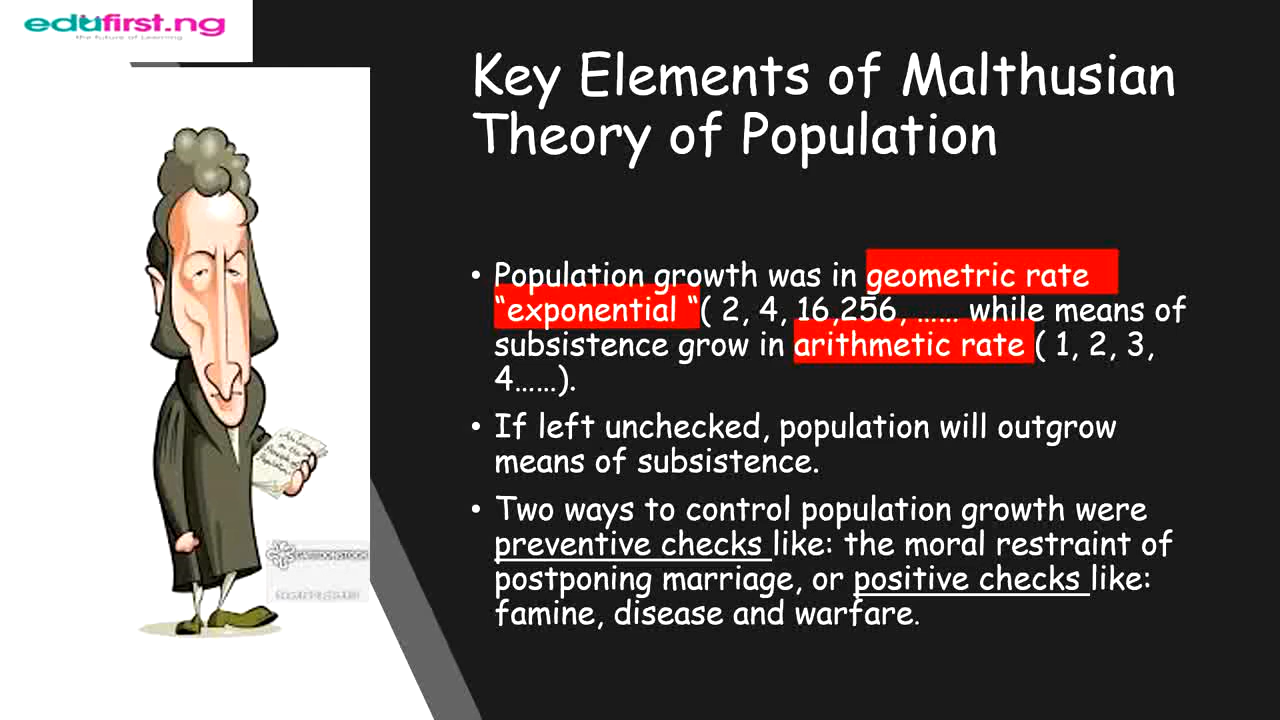 edufirst.ng
the future of Learning
Key Elements of Malthusian
Theory of Population
• Population growth was in geometric rate
“exponential “( 2, 4, 16,256, …… while means of
subsistence grow in arithmetic rate ( 1, 2, 3,
4……).
• If left unchecked, population will outgrow
means of subsistence.
• Two ways to control population growth were
preventive checks like: the moral restraint of
postponing marriage, or positive checks like:
famine, disease and warfare.
CARTOONSTOCK